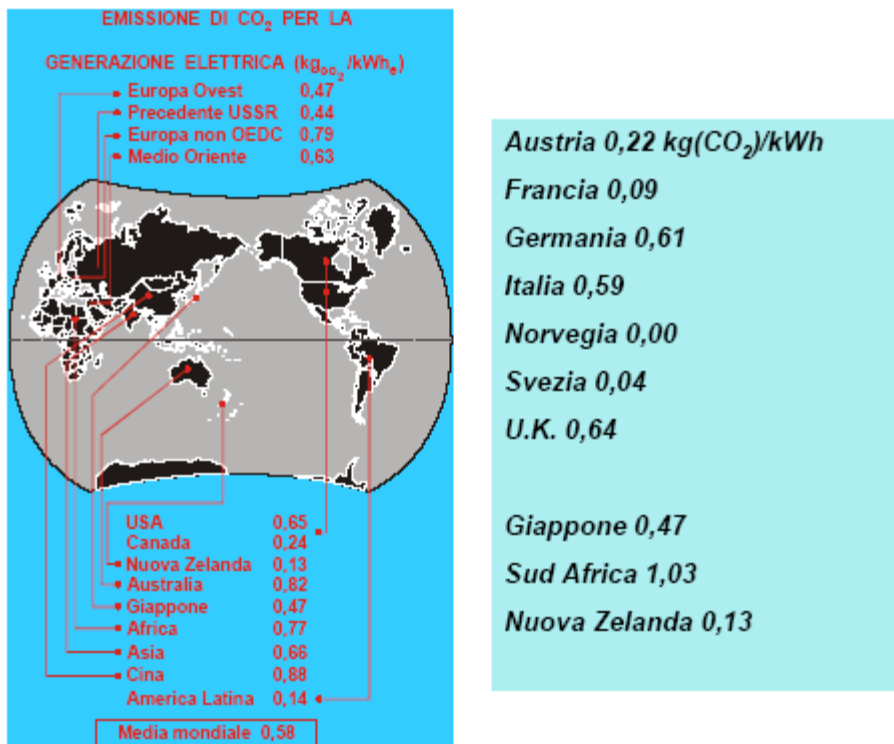 EMISSIONE DI CO₂ PER LA
GENERAZIONE ELETTRICA (kgco₂/kWhe)
Europa Ovest 0,47
Precedente USSR 0,44
Europa non OEDC 0,79
Medio Oriente 0,63
USA 0,65
Canada 0,24
Nuova Zelanda 0,13
Australia 0,82
Giappone 0,47
Africa 0,77
Asia 0,66
Cina 0,88
America Latina 0,14
Media mondiale 0,58
Austria 0,22 kg(CO₂)/kWh
Francia 0,09
Germania 0,61
Italia 0,59
Norvegia 0,00
Svezia 0,04
U.K. 0,64
Giappone 0,47
Sud Africa 1,03
Nuova Zelanda 0,13